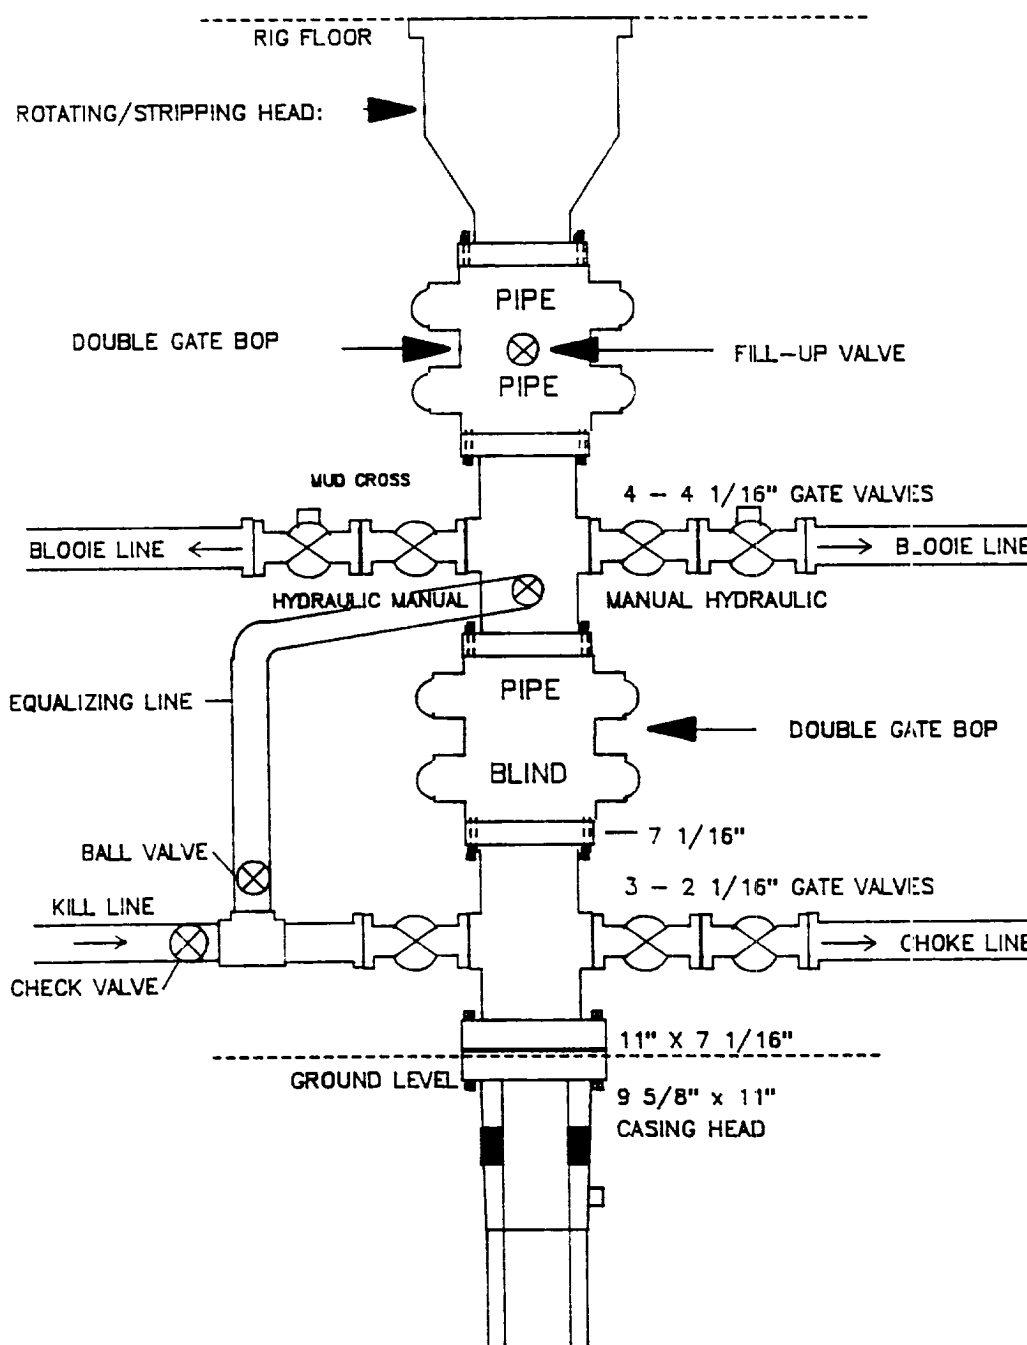 RIG FLOOR
ROTATING/STRIPPING HEAD:
PIPE
DOUBLE GATE BOP
FILL-UP VALVE
PIPE
MUD CROSS
4 - 4 1/16" GATE VALVES
BLOOIE LINE
BLOOIE LINE
HYDRAULIC MANUAL
MANUAL HYDRAULIC
EQUALIZING LINE
PIPE
DOUBLE GATE BOP
BLIND
7 1/16"
BALL VALVE
3 - 2 1/16" GATE VALVES
KILL LINE
CHOKE LINE
CHECK VALVE
11" X 7 1/16"
GROUND LEVEL
9 5/8" x 11"
CASING HEAD